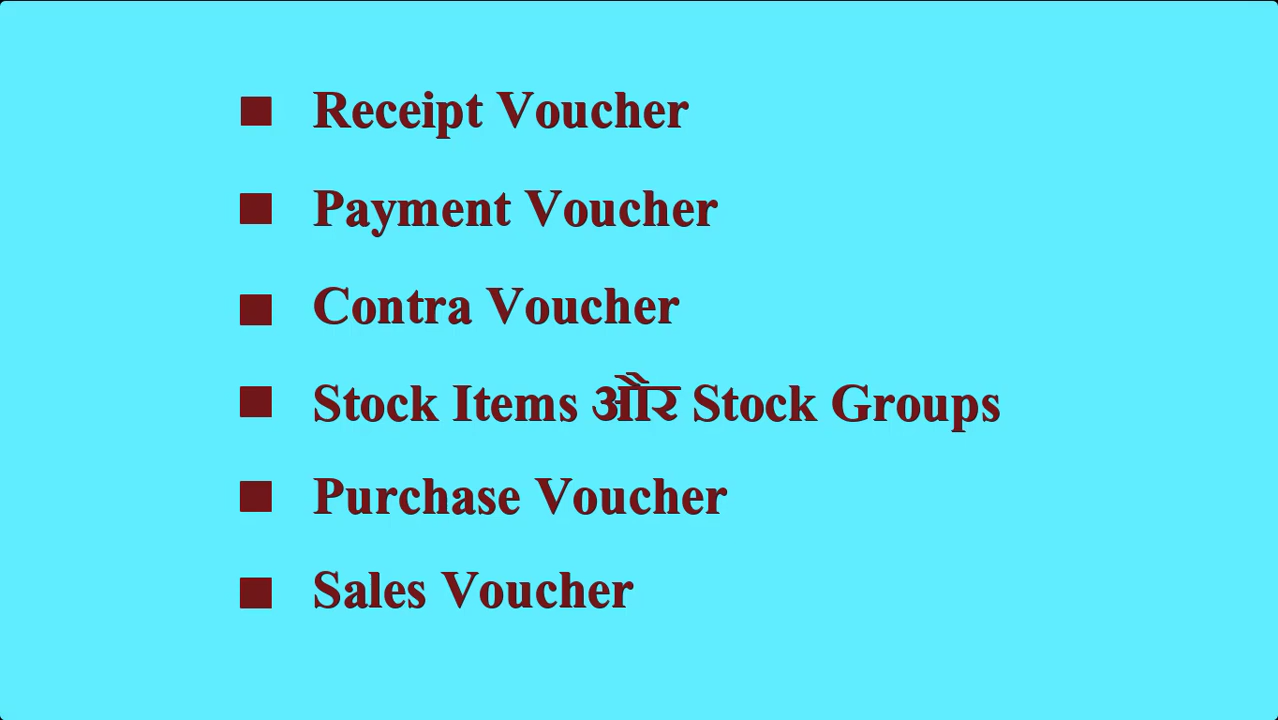 Receipt Voucher
Payment Voucher
Contra Voucher
Stock Items और Stock Groups
Purchase Voucher
Sales Voucher